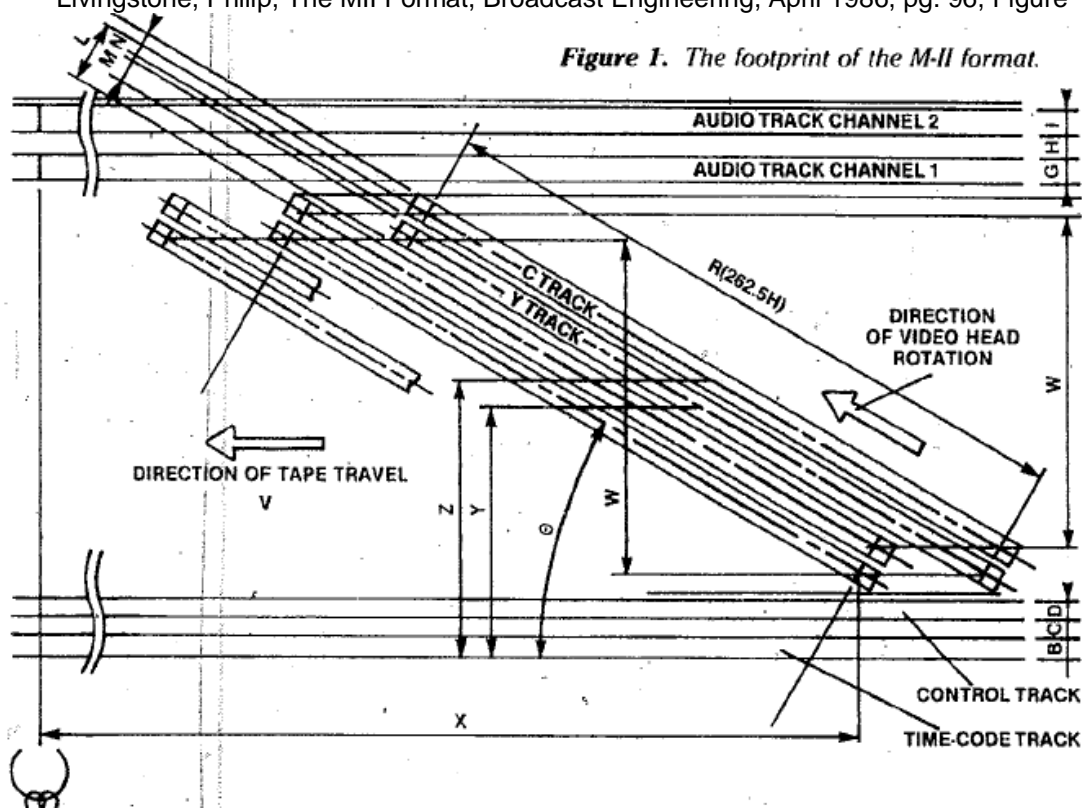 Livingstone, Philip, The MII Format, Broadcast Engineering, April 1986, pg. 96, Figure
Figure 1. The footprint of the M-II format.
L
M N
AUDIO TRACK CHANNEL 2
I
H
AUDIO TRACK CHANNEL 1
G
R(262.5H)
C TRACK
Y TRACK
DIRECTION
OF VIDEO HEAD
ROTATION
W
DIRECTION OF TAPE TRAVEL
V
Z
Y
Θ
W
B C D
CONTROL TRACK
X
TIME-CODE TRACK